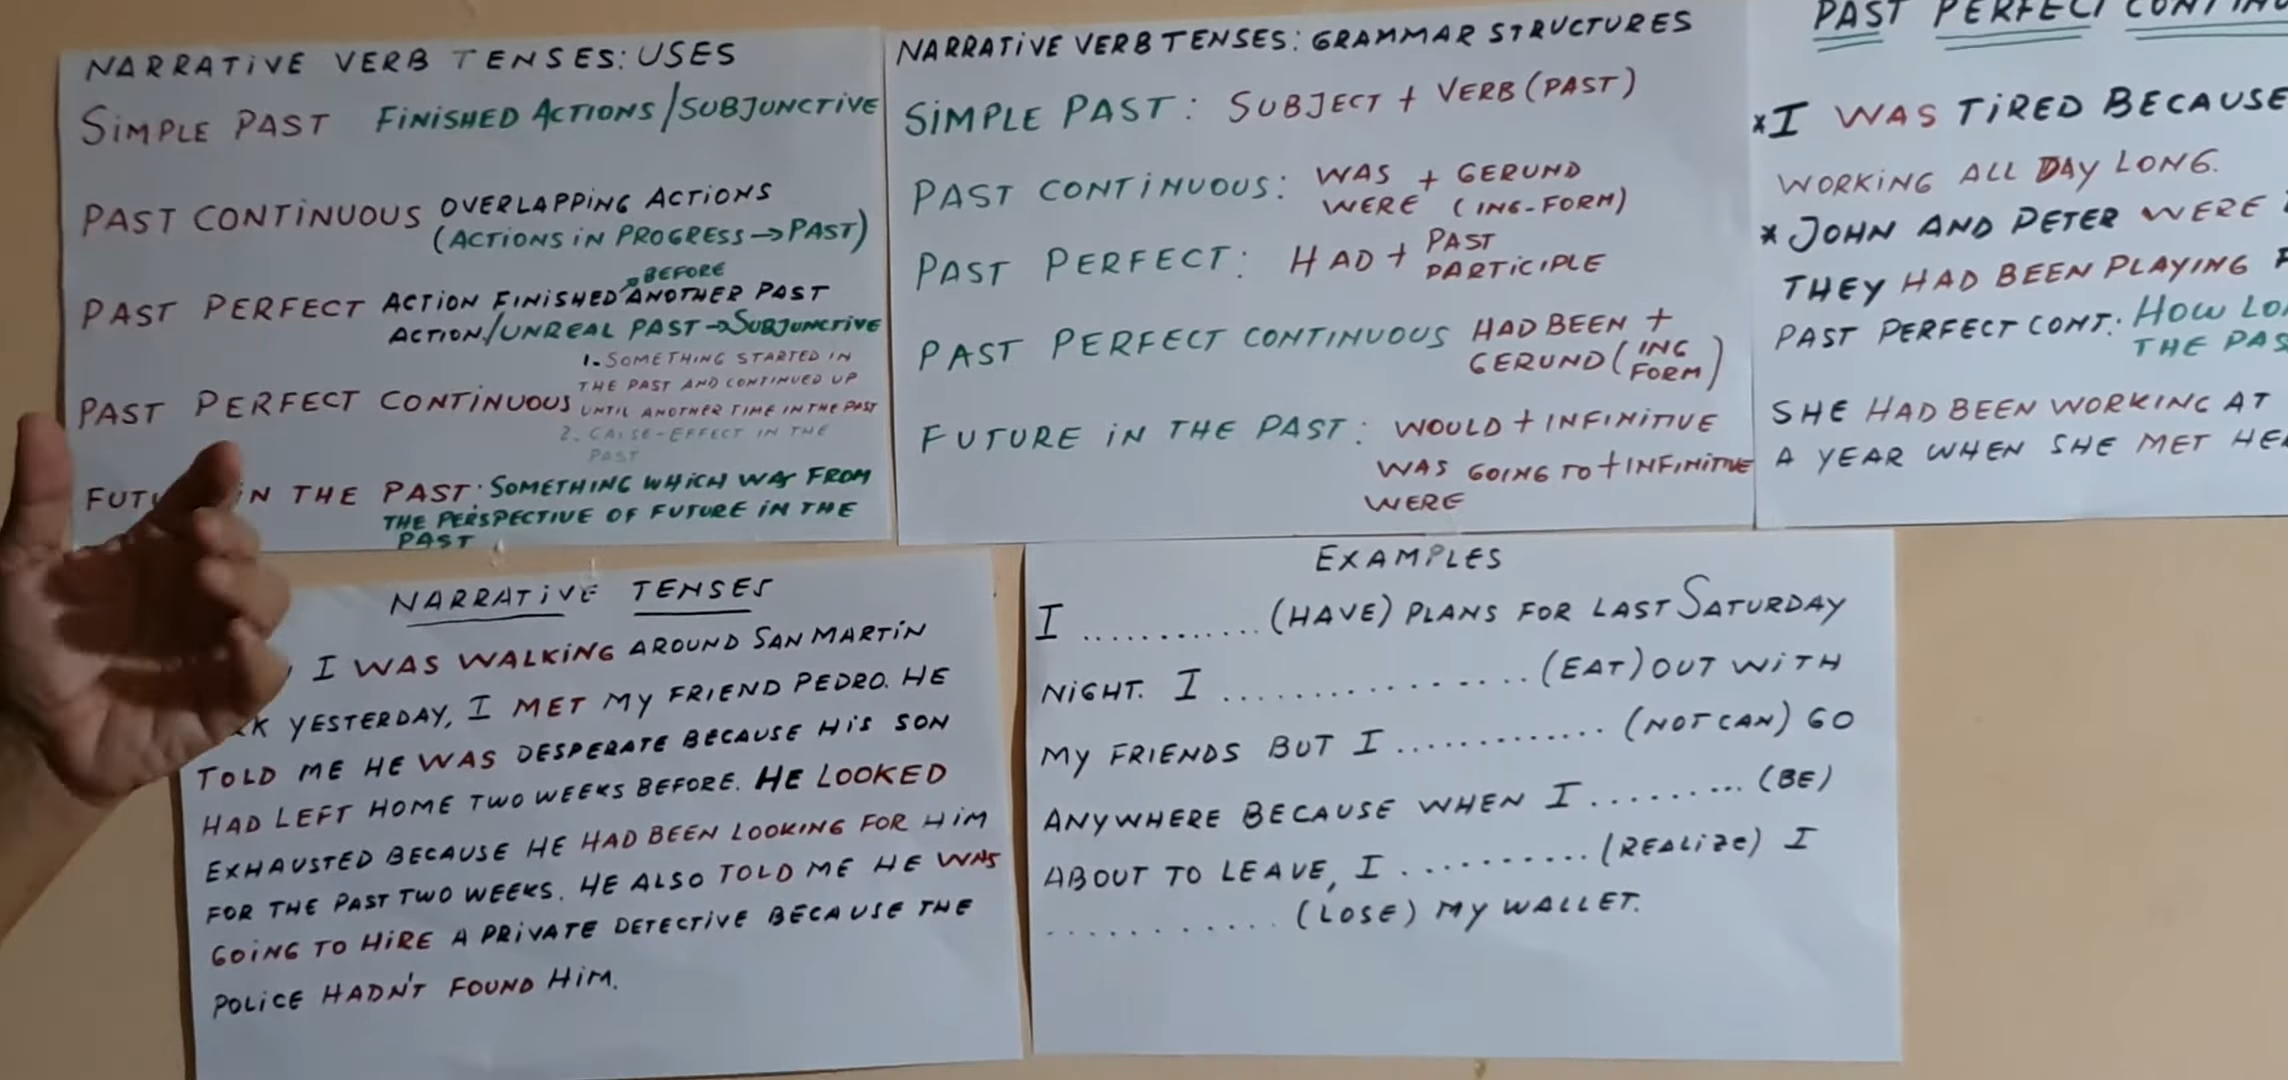 NARRATIVE VERB TENSES: USES
SIMPLE PAST FINISHED ACTIONS/SUBJUNCTIVE
PAST CONTINUOUS OVERLAPPING ACTIONS
(ACTIONS IN PROGRESS→PAST)
BEFORE
PAST PERFECT ACTION FINISHED ANOTHER PAST
ACTION/UNREAL PAST→SUBJUNCTIVE
1. SOMETHING STARTED IN
THE PAST AND CONTINUED UP
PAST PERFECT CONTINUOUS UNTIL ANOTHER TIME IN THE PAST
2. CAUSE-EFFECT IN THE
PAST
FUT IN THE PAST: SOMETHING WHICH WAS FROM
THE PERSPECTIVE OF FUTURE IN THE
PAST
NARRATIVE VERB TENSES: GRAMMAR STRUCTURES
SIMPLE PAST: SUBJECT + VERB (PAST)
PAST CONTINUOUS: WAS + GERUND
WERE (ING-FORM)
PAST PERFECT: HAD + PAST
PARTICIPLE
PAST PERFECT CONTINUOUS HAD BEEN +
GERUND (ING
FORM)
FUTURE IN THE PAST: WOULD + INFINITIVE
WAS GOING TO + INFINITIVE
WERE
PAST PERFECT CONTINU
*I WAS TIRED BECAUSE
WORKING ALL DAY LONG.
* JOHN AND PETER WERE
THEY HAD BEEN PLAYING
PAST PERFECT CONT: HOW LO
THE PAS
SHE HAD BEEN WORKING AT
A YEAR WHEN SHE MET HE
NARRATIVE TENSES
I WAS WALKING AROUND SAN MARTIN
K YESTERDAY, I MET MY FRIEND PEDRO. HE
TOLD ME HE WAS DESPERATE BECAUSE HIS SON
HAD LEFT HOME TWO WEEKS BEFORE. HE LOOKED
EXHAUSTED BECAUSE HE HAD BEEN LOOKING FOR HIM
FOR THE PAST TWO WEEKS. HE ALSO TOLD ME HE WAS
GOING TO HIRE A PRIVATE DETECTIVE BECAUSE THE
POLICE HADN'T FOUND HIM.
EXAMPLES
I ............ (HAVE) PLANS FOR LAST SATURDAY
NIGHT. I ................ (EAT) OUT WITH
MY FRIENDS BUT I ............. (NOT CAN) GO
ANYWHERE BECAUSE WHEN I ......... (BE)
ABOUT TO LEAVE, I .......... (REALIZE) I
............ (LOSE) MY WALLET.